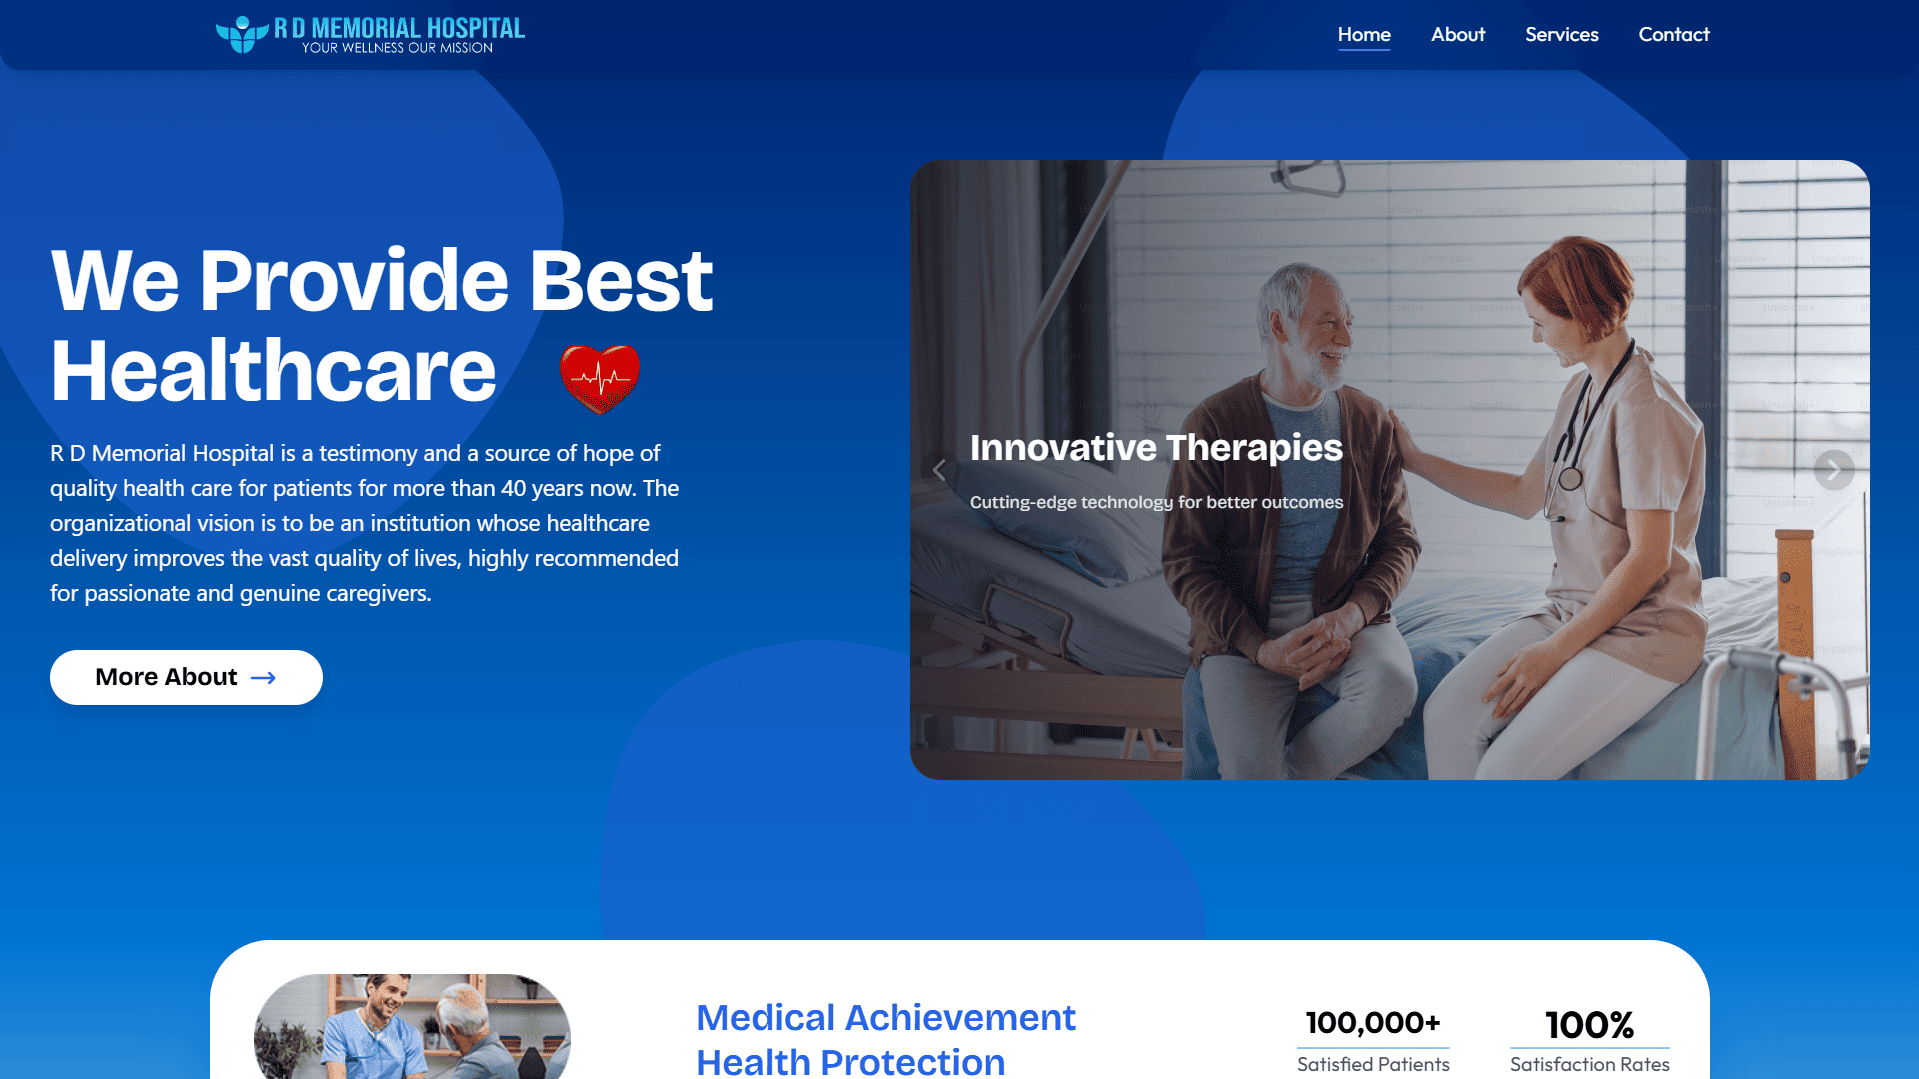 R D MEMORIAL HOSPITAL
YOUR WELLNESS OUR MISSION
Home
About
Services
Contact
We Provide Best
Healthcare
R D Memorial Hospital is a testimony and a source of hope of
quality health care for patients for more than 40 years now. The
organizational vision is to be an institution whose healthcare
delivery improves the vast quality of lives, highly recommended
for passionate and genuine caregivers.
More About
Innovative Therapies
Cutting-edge technology for better outcomes
Medical Achievement
Health Protection
100,000+
Satisfied Patients
100%
Satisfaction Rates